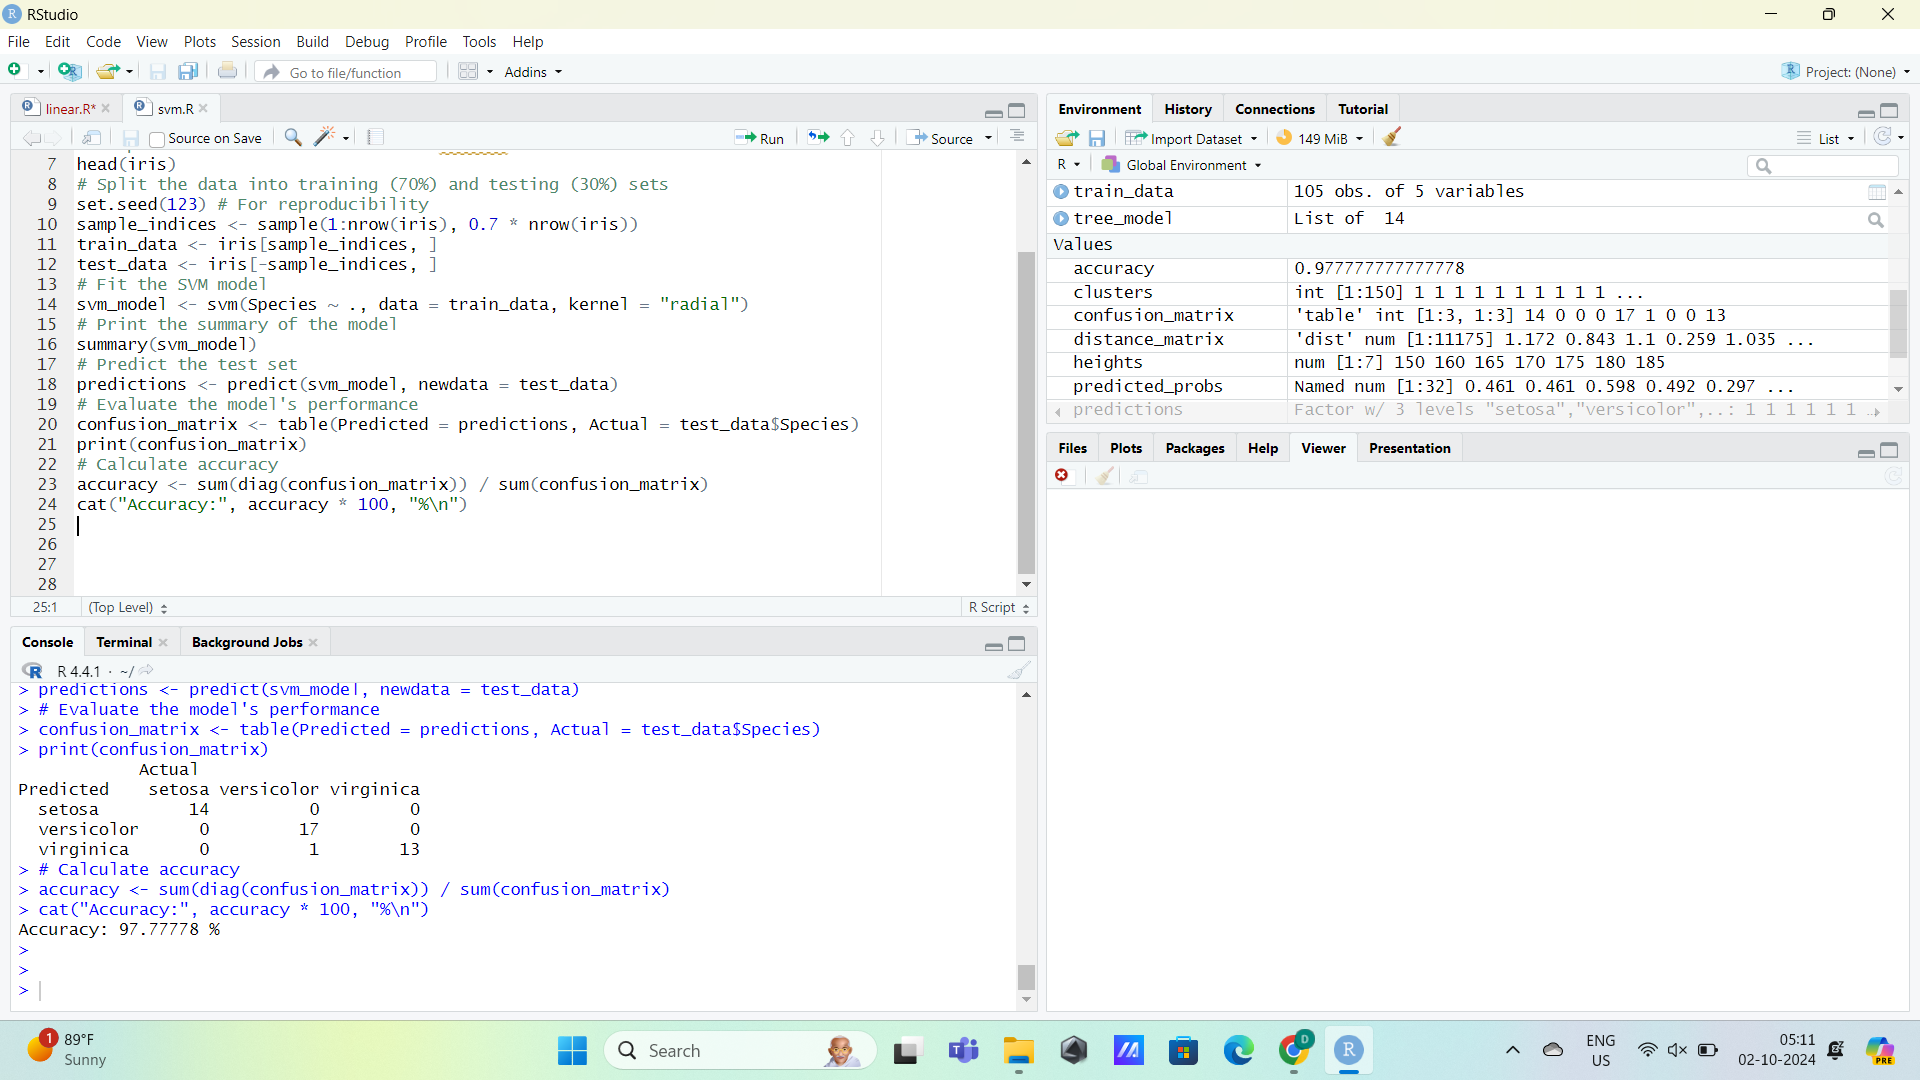 RStudio
File Edit Code View Plots Session Build Debug Profile Tools Help
Go to file/function Addins Project: (None)
linear.R* svm.R
Source on Save Run Source
7 head(iris)
8 # Split the data into training (70%) and testing (30%) sets
9 set.seed(123) # For reproducibility
10 sample_indices <- sample(1:nrow(iris), 0.7 * nrow(iris))
11 train_data <- iris[sample_indices, ]
12 test_data <- iris[-sample_indices, ]
13 # Fit the SVM model
14 svm_model <- svm(Species ~ ., data = train_data, kernel = "radial")
15 # Print the summary of the model
16 summary(svm_model)
17 # Predict the test set
18 predictions <- predict(svm_model, newdata = test_data)
19 # Evaluate the model's performance
20 confusion_matrix <- table(Predicted = predictions, Actual = test_data$Species)
21 print(confusion_matrix)
22 # Calculate accuracy
23 accuracy <- sum(diag(confusion_matrix)) / sum(confusion_matrix)
24 cat("Accuracy:", accuracy * 100, "%\n")
25
26
27
28
25:1 (Top Level) R Script
Console Terminal Background Jobs
R R 4.4.1 · ~/
> predictions <- predict(svm_model, newdata = test_data)
> # Evaluate the model's performance
> confusion_matrix <- table(Predicted = predictions, Actual = test_data$Species)
> print(confusion_matrix)
Actual
Predicted setosa versicolor virginica
setosa 14 0 0
versicolor 0 17 0
virginica 0 1 13
> # Calculate accuracy
> accuracy <- sum(diag(confusion_matrix)) / sum(confusion_matrix)
> cat("Accuracy:", accuracy * 100, "%\n")
Accuracy: 97.77778 %
>
>
>
Environment History Connections Tutorial
Import Dataset 149 MiB List
R Global Environment
train_data 105 obs. of 5 variables
tree_model List of 14
Values
accuracy 0.977777777777778
clusters int [1:150] 1 1 1 1 1 1 1 1 1 1 ...
confusion_matrix 'table' int [1:3, 1:3] 14 0 0 0 17 1 0 0 13
distance_matrix 'dist' num [1:11175] 1.172 0.843 1.1 0.259 1.035 ...
heights num [1:7] 150 160 165 170 175 180 185
predicted_probs Named num [1:32] 0.461 0.461 0.598 0.492 0.297 ...
predictions Factor w/ 3 levels "setosa","versicolor",..: 1 1 1 1 1 1 ..
Files Plots Packages Help Viewer Presentation
1 89°F
Sunny
Search
D
R
ENG
US
05:11
02-10-2024
PRE